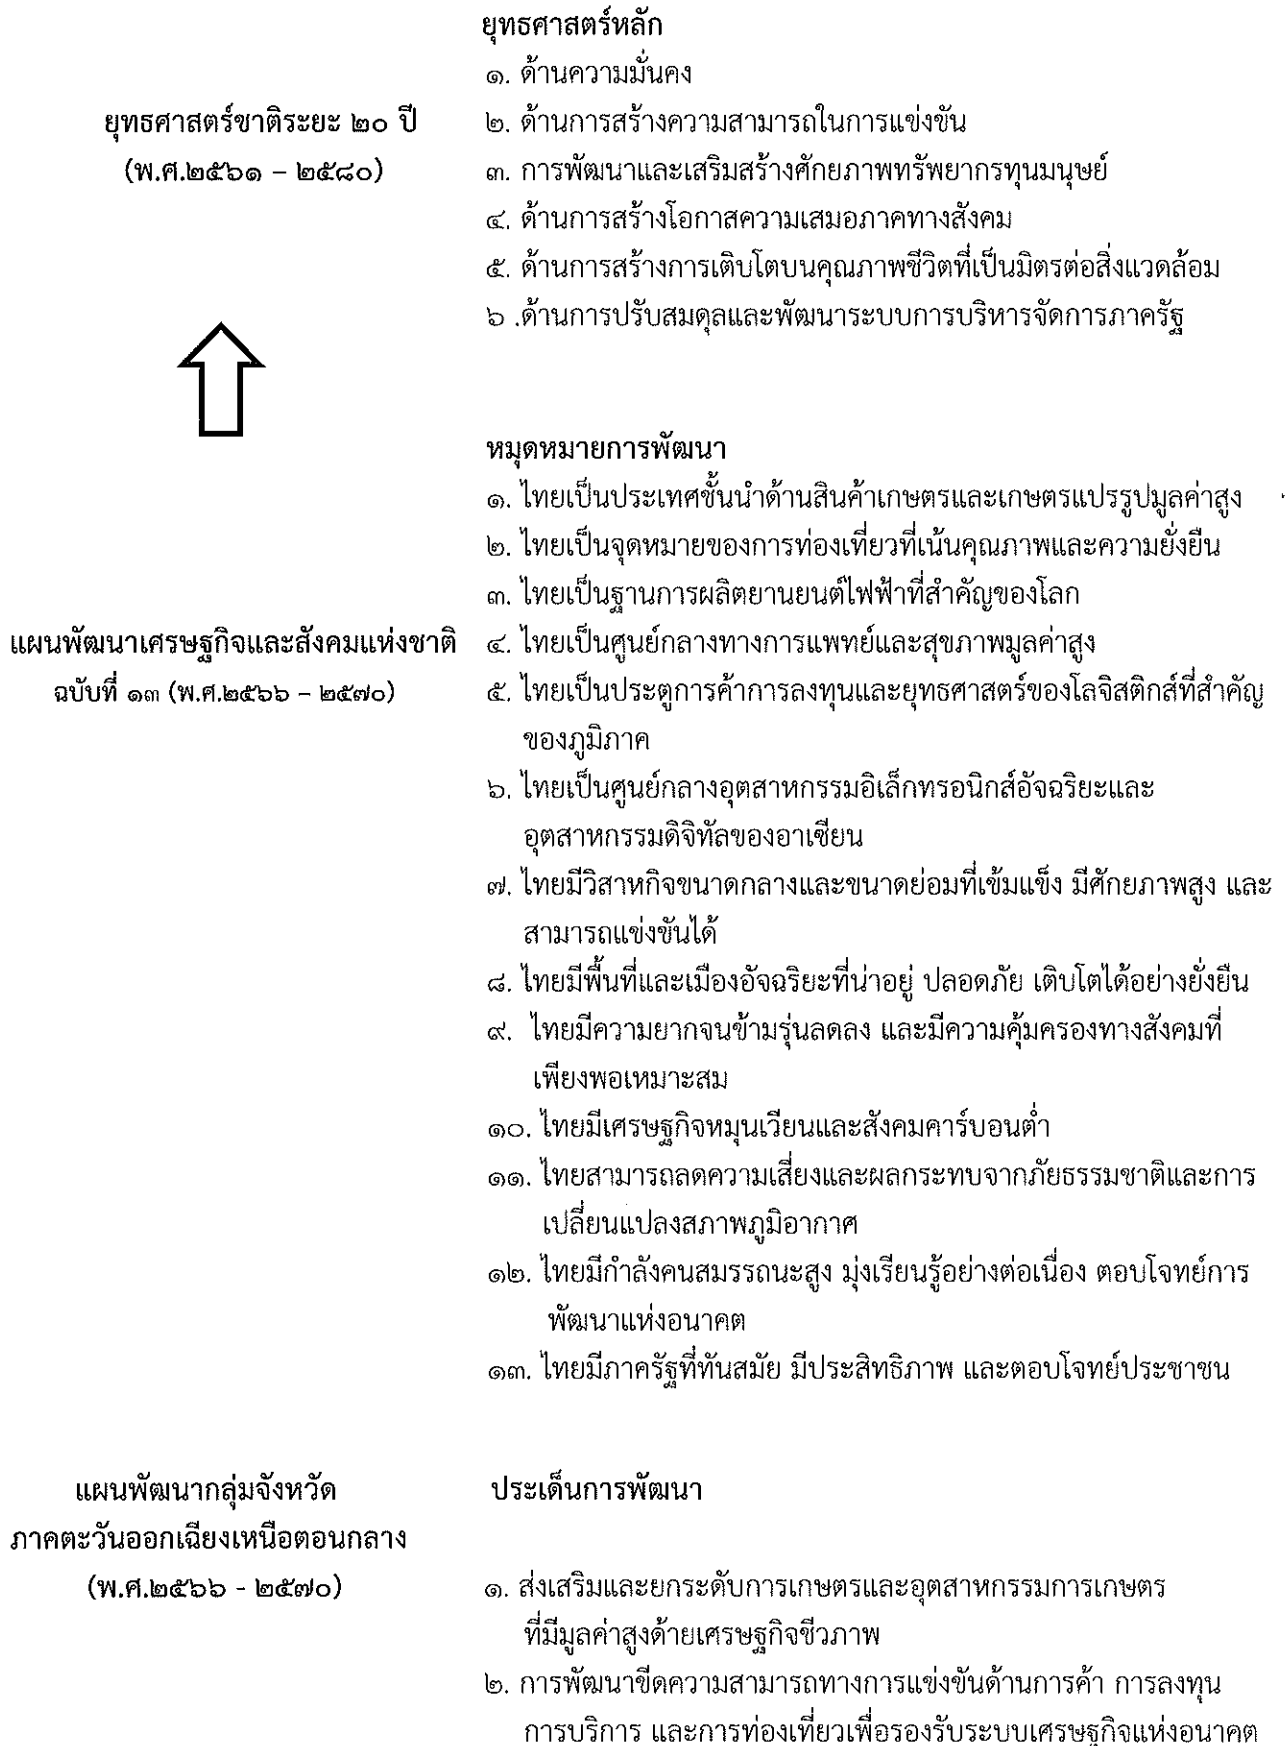 ยุทธศาสตร์หลัก
๑. ด้านความมั่นคง
ยุทธศาสตร์ชาติระยะ ๒๐ ปี
๒. ด้านการสร้างความสามารถในการแข่งขัน
(พ.ศ.๒๕๖๑ – ๒๕๘๐)
๓. การพัฒนาและเสริมสร้างศักยภาพทรัพยากรทุนมนุษย์
๔. ด้านการสร้างโอกาสความเสมอภาคทางสังคม
๕. ด้านการสร้างการเติบโตบนคุณภาพชีวิตที่เป็นมิตรต่อสิ่งแวดล้อม
๖ .ด้านการปรับสมดุลและพัฒนาระบบการบริหารจัดการภาครัฐ
หมุดหมายการพัฒนา
๑. ไทยเป็นประเทศชั้นนำด้านสินค้าเกษตรและเกษตรแปรรูปมูลค่าสูง
๒. ไทยเป็นจุดหมายของการท่องเที่ยวที่เน้นคุณภาพและความยั่งยืน
๓. ไทยเป็นฐานการผลิตยานยนต์ไฟฟ้าที่สำคัญของโลก
แผนพัฒนาเศรษฐกิจและสังคมแห่งชาติ
๔. ไทยเป็นศูนย์กลางทางการแพทย์และสุขภาพมูลค่าสูง
ฉบับที่ ๑๓ (พ.ศ.๒๕๖๖ – ๒๕๗๐)
๕. ไทยเป็นประตูการค้าการลงทุนและยุทธศาสตร์ของโลจิสติกส์ที่สำคัญ
ของภูมิภาค
๖. ไทยเป็นศูนย์กลางอุตสาหกรรมอิเล็กทรอนิกส์อัจฉริยะและ
อุตสาหกรรมดิจิทัลของอาเซียน
๗. ไทยมีวิสาหกิจขนาดกลางและขนาดย่อมที่เข้มแข็ง มีศักยภาพสูง และ
สามารถแข่งขันได้
๘. ไทยมีพื้นที่และเมืองอัจฉริยะที่น่าอยู่ ปลอดภัย เติบโตได้อย่างยั่งยืน
๙. ไทยมีความยากจนข้ามรุ่นลดลง และมีความคุ้มครองทางสังคมที่
เพียงพอเหมาะสม
๑๐. ไทยมีเศรษฐกิจหมุนเวียนและสังคมคาร์บอนต่ำ
๑๑. ไทยสามารถลดความเสี่ยงและผลกระทบจากภัยธรรมชาติและการ
เปลี่ยนแปลงสภาพภูมิอากาศ
๑๒. ไทยมีกำลังคนสมรรถนะสูง มุ่งเรียนรู้อย่างต่อเนื่อง ตอบโจทย์การ
พัฒนาแห่งอนาคต
๑๓. ไทยมีภาครัฐที่ทันสมัย มีประสิทธิภาพ และตอบโจทย์ประชาชน
แผนพัฒนากลุ่มจังหวัด
ประเด็นการพัฒนา
ภาคตะวันออกเฉียงเหนือตอนกลาง
(พ.ศ.๒๕๖๖ - ๒๕๗๐)
๑. ส่งเสริมและยกระดับการเกษตรและอุตสาหกรรมการเกษตร
ที่มีมูลค่าสูงด้ายเศรษฐกิจชีวภาพ
๒. การพัฒนาขีดความสามารถทางการแข่งขันด้านการค้า การลงทุน
การบริการ และการท่องเที่ยวเพื่อรองรับระบบเศรษฐกิจแห่งอนาคต